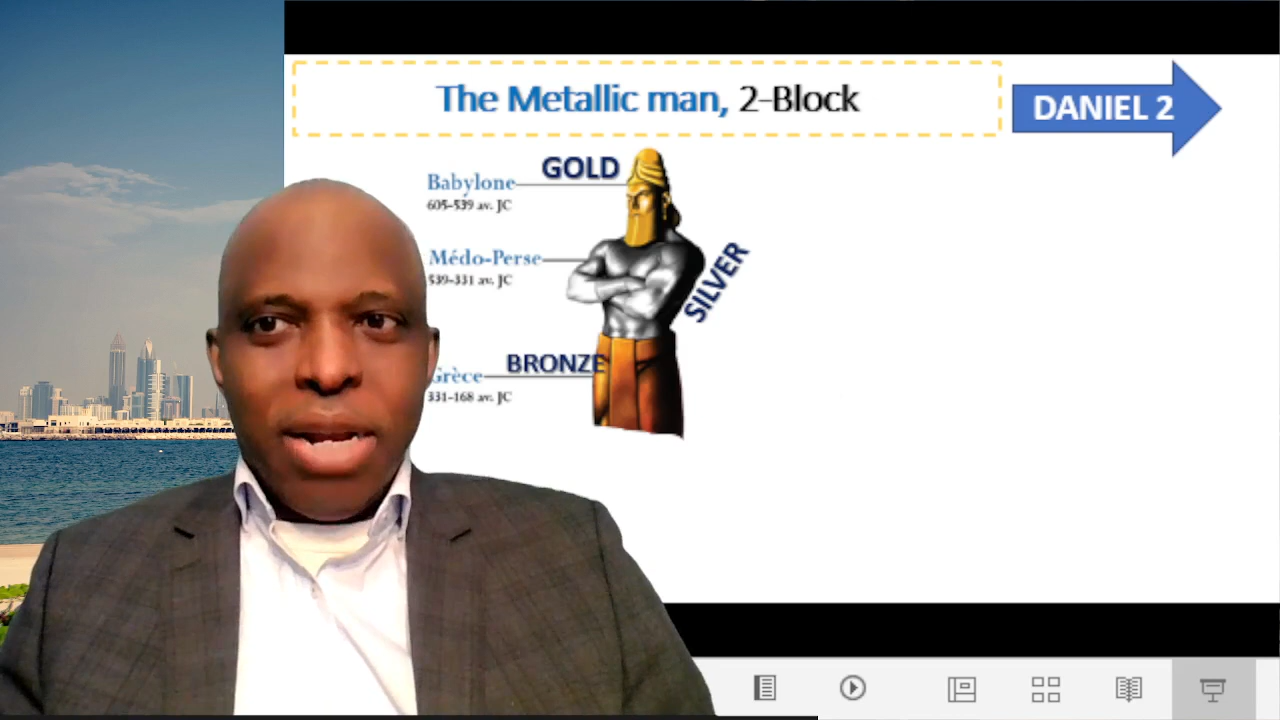 The Metallic man, 2-Block
DANIEL 2
GOLD
Babylone
605-539 av. JC
Médo-Perse
539-331 av. JC
SILVER
BRONZE
Grèce
331-168 av. JC